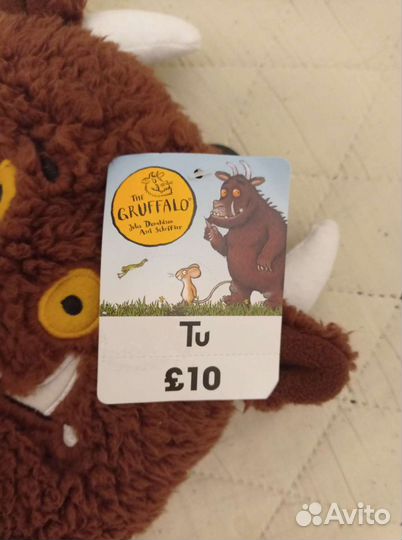 THE
GRUFFALO
Julia Donaldson
Axel Scheffler
Tu
£10
Avito